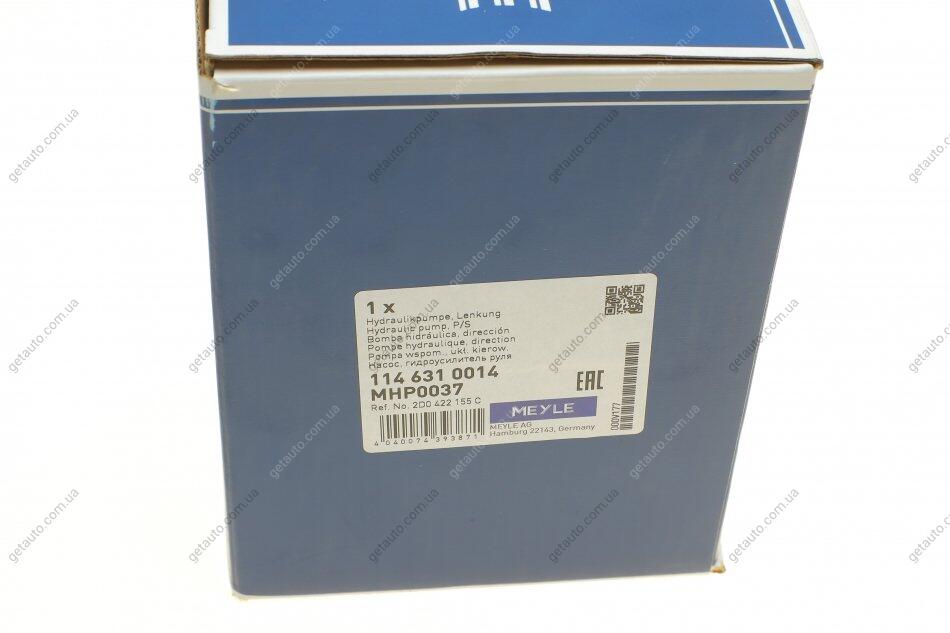 1 x
Hydraulikpumpe, Lenkung
Hydraulic pump, P/S
Bomba hidráulica, dirección
Pompe hydraulique, direction
Pompa wspom., ukł. kierow.
Насос, гидроусилитель руля
114 631 0014
MHP0037
Ref. No. 2D0 422 155 C
EAC
MEYLE
MEYLE AG
Hamburg 22143, Germany
4 040074 393871
getauto.com.ua